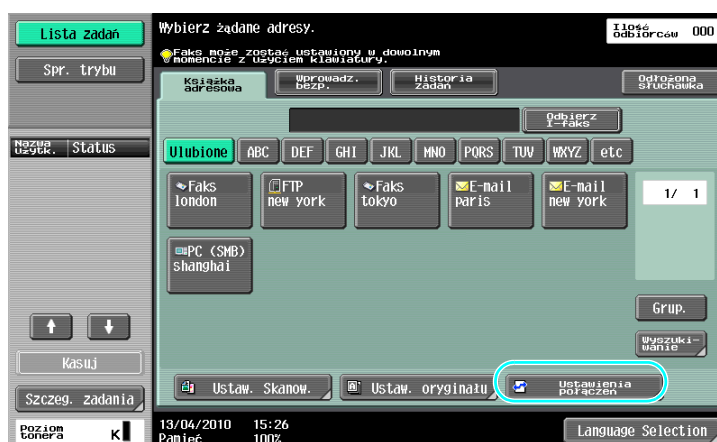 Lista zadań
Spr. trybu
Nazwa użytk.
Status
Kasuj
Szczeg. zadania
Poziom tonera
K
Wybierz żądane adresy.
Faks może zostać ustawiony w dowolnym
momencie z użyciem klawiatury.
Ilość odbiorców 000
Książka adresowa
Wprowadz. bezp.
Historia zadań
Odłożona słuchawka
Odbierz I-faks
Ulubione ABC DEF GHI JKL MNO PQRS TUV WXYZ etc
Faks london
FTP new york
Faks tokyo
E-mail paris
E-mail new york
1/ 1
PC (SMB) shanghai
Grup.
Wyszuki-
wanie
Ustaw. Skanow.
Ustaw. oryginału
Ustawienia połączeń
13/04/2010 15:26
Pamięć 100%
Language Selection